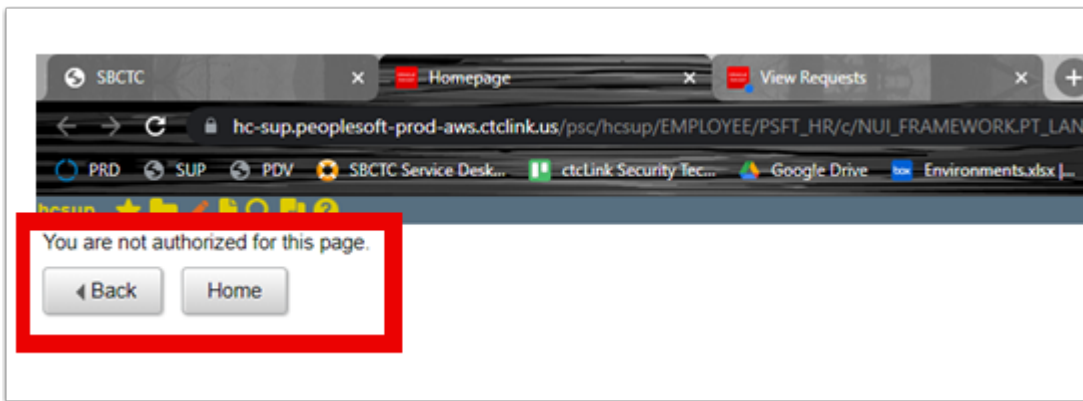 SBCTC
Homepage
View Requests
hc-sup.peoplesoft-prod-aws.ctclink.us/psc/hcsup/EMPLOYEE/PSFT_HR/c/NUI_FRAMEWORK.PT_LAN
PRD SUP PDV SBCTC Service Desk... ctcLink Security Tec... Google Drive box Environments.xlsx |...
hcsup
You are not authorized for this page.
Back Home